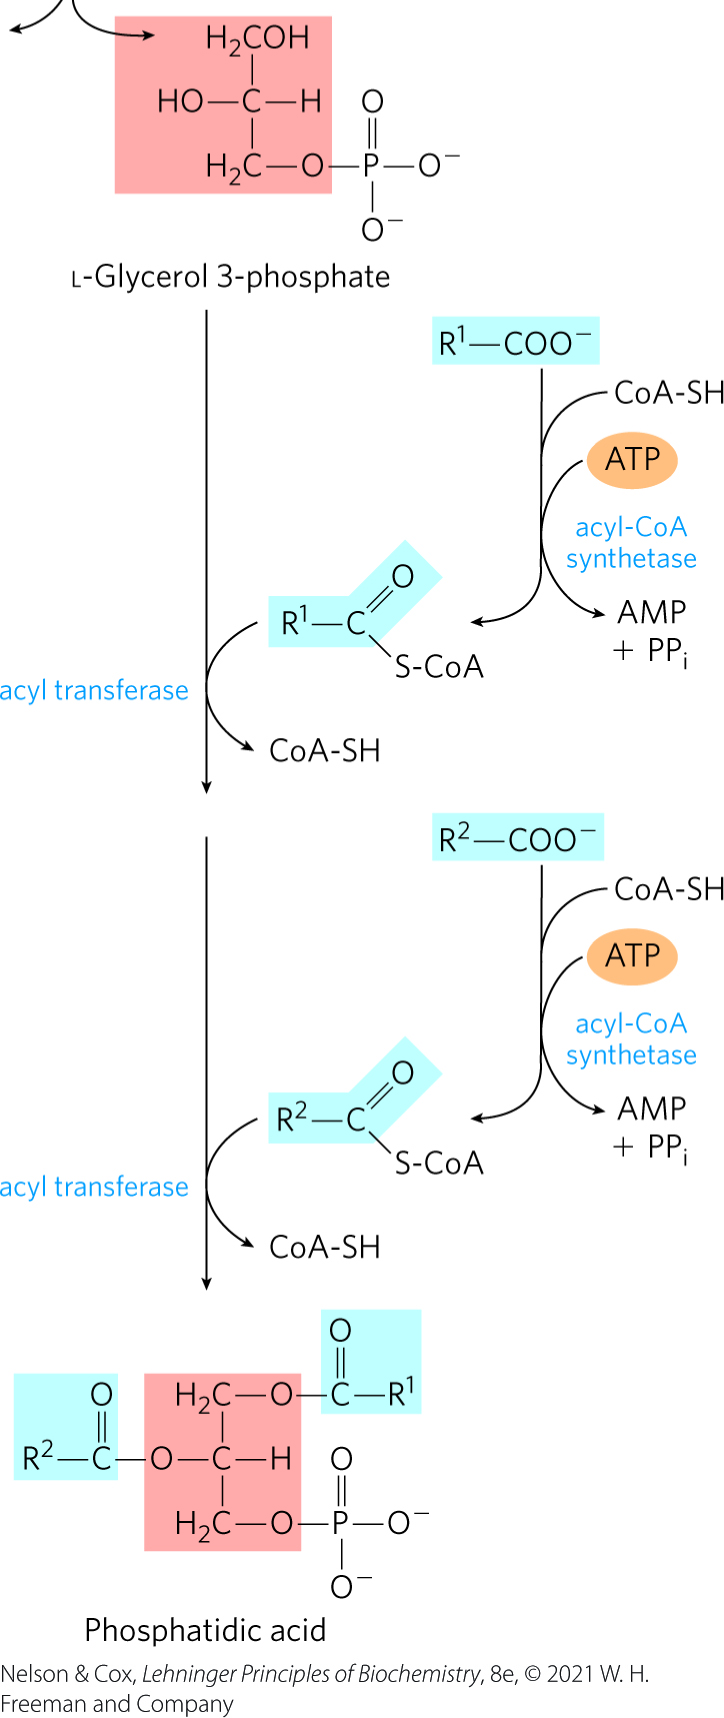 H₂COH
HO—C—H
O
H₂C—O—P—O⁻
O⁻
L-Glycerol 3-phosphate
R¹—COO⁻
CoA-SH
ATP
acyl-CoA
synthetase
O
R¹—C
AMP
+ PPᵢ
S-CoA
acyl transferase
CoA-SH
R²—COO⁻
CoA-SH
ATP
acyl-CoA
synthetase
O
R²—C
AMP
+ PPᵢ
S-CoA
acyl transferase
CoA-SH
O
O
H₂C—O—C—R¹
R²—C—O—C—H
O
H₂C—O—P—O⁻
O⁻
Phosphatidic acid
Nelson & Cox, Lehninger Principles of Biochemistry, 8e, © 2021 W. H.
Freeman and Company